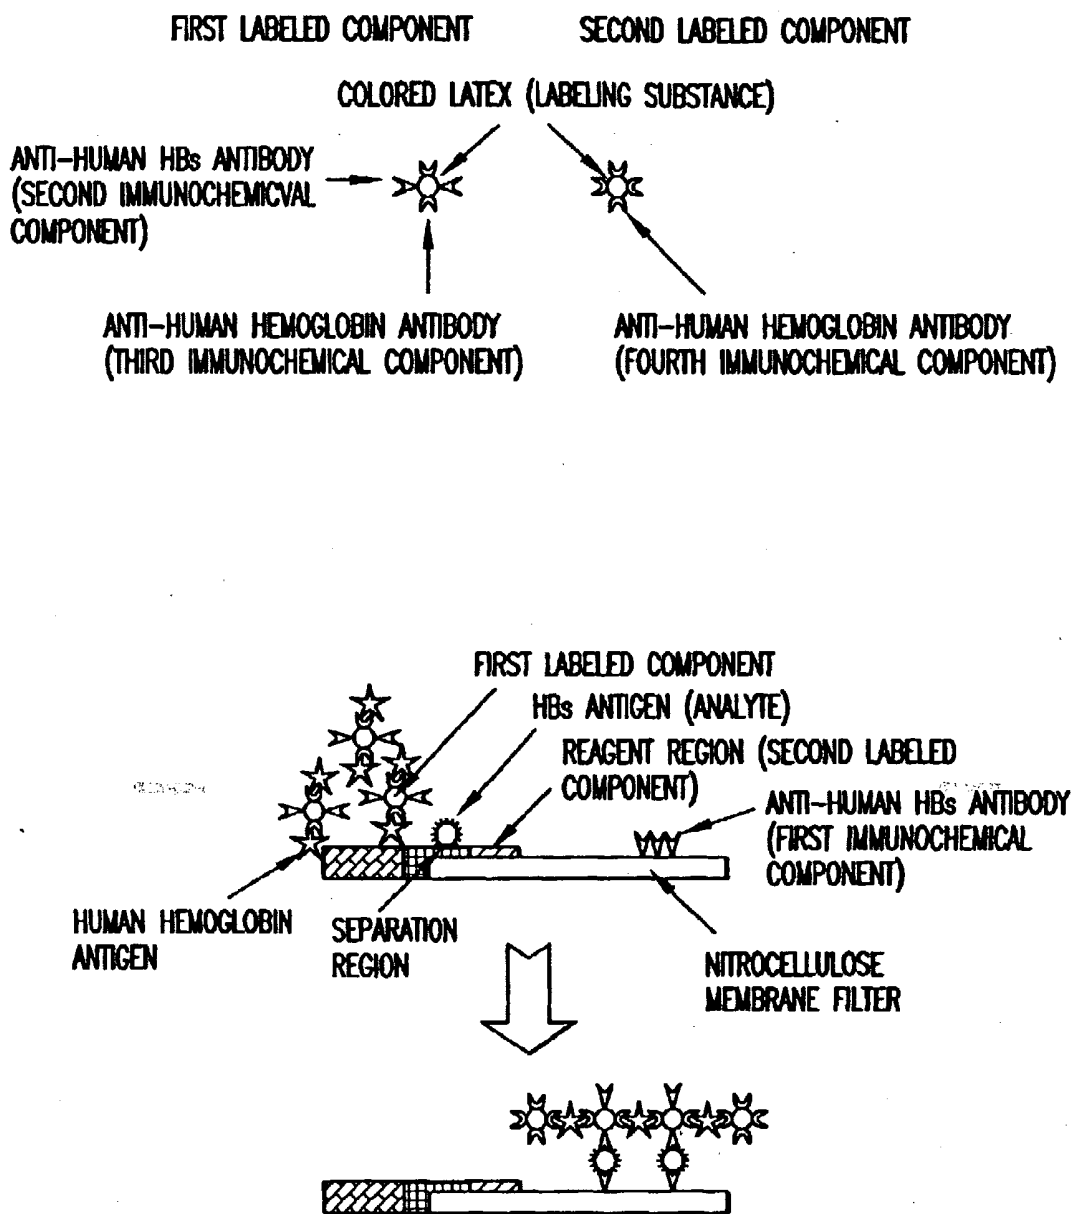 FIRST LABELED COMPONENT
SECOND LABELED COMPONENT
COLORED LATEX (LABELING SUBSTANCE)
ANTI-HUMAN HBs ANTIBODY
(SECOND IMMUNOCHEMICVAL
COMPONENT)
ANTI-HUMAN HEMOGLOBIN ANTIBODY
(THIRD IMMUNOCHEMICAL COMPONENT)
ANTI-HUMAN HEMOGLOBIN ANTIBODY
(FOURTH IMMUNOCHEMICAL COMPONENT)
FIRST LABELED COMPONENT
HBs ANTIGEN (ANALYTE)
REAGENT REGION (SECOND LABELED
COMPONENT)
ANTI-HUMAN HBs ANTIBODY
(FIRST IMMUNOCHEMICAL
COMPONENT)
HUMAN HEMOGLOBIN
ANTIGEN
SEPARATION
REGION
NITROCELLULOSE
MEMBRANE FILTER